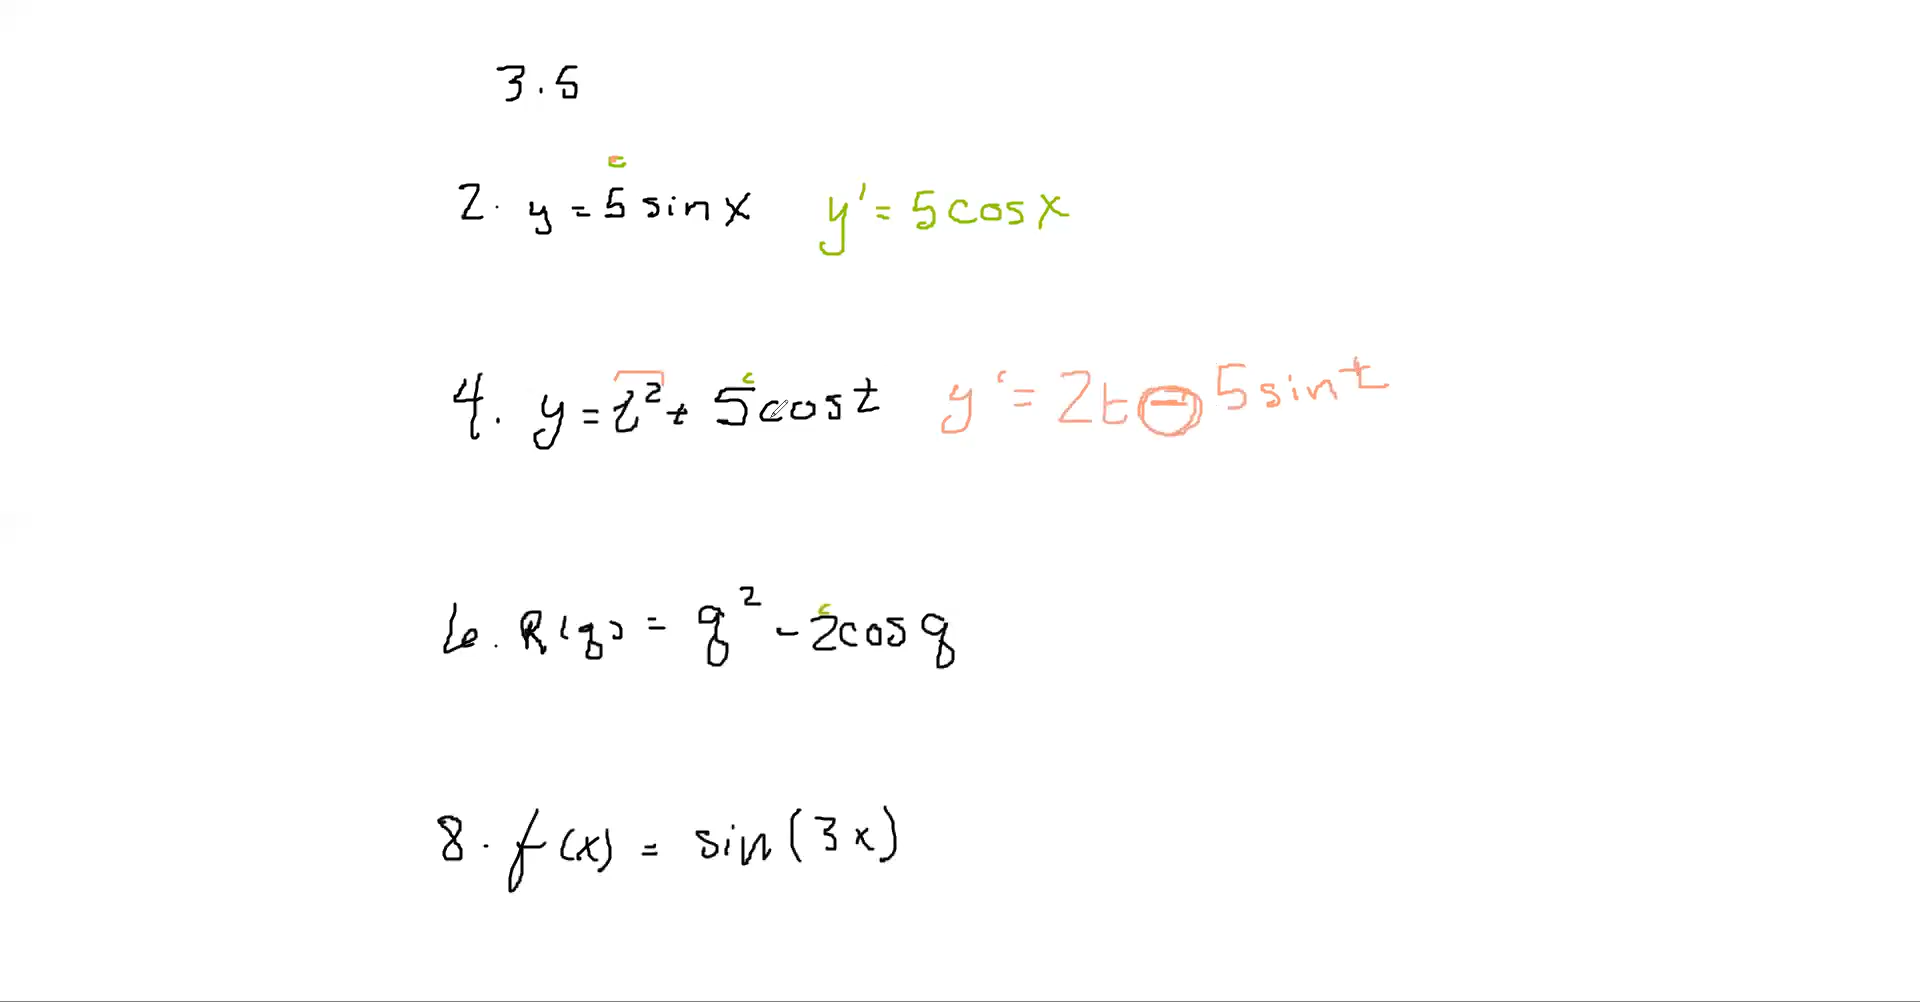 3.5
c
2. y = 5 sin x y' = 5 cos x
c
4. y = t² + 5 cos t y' = 2t - 5 sin t
c
6. R(q) = q² - 2 cos q
8. f(x) = sin(3x)